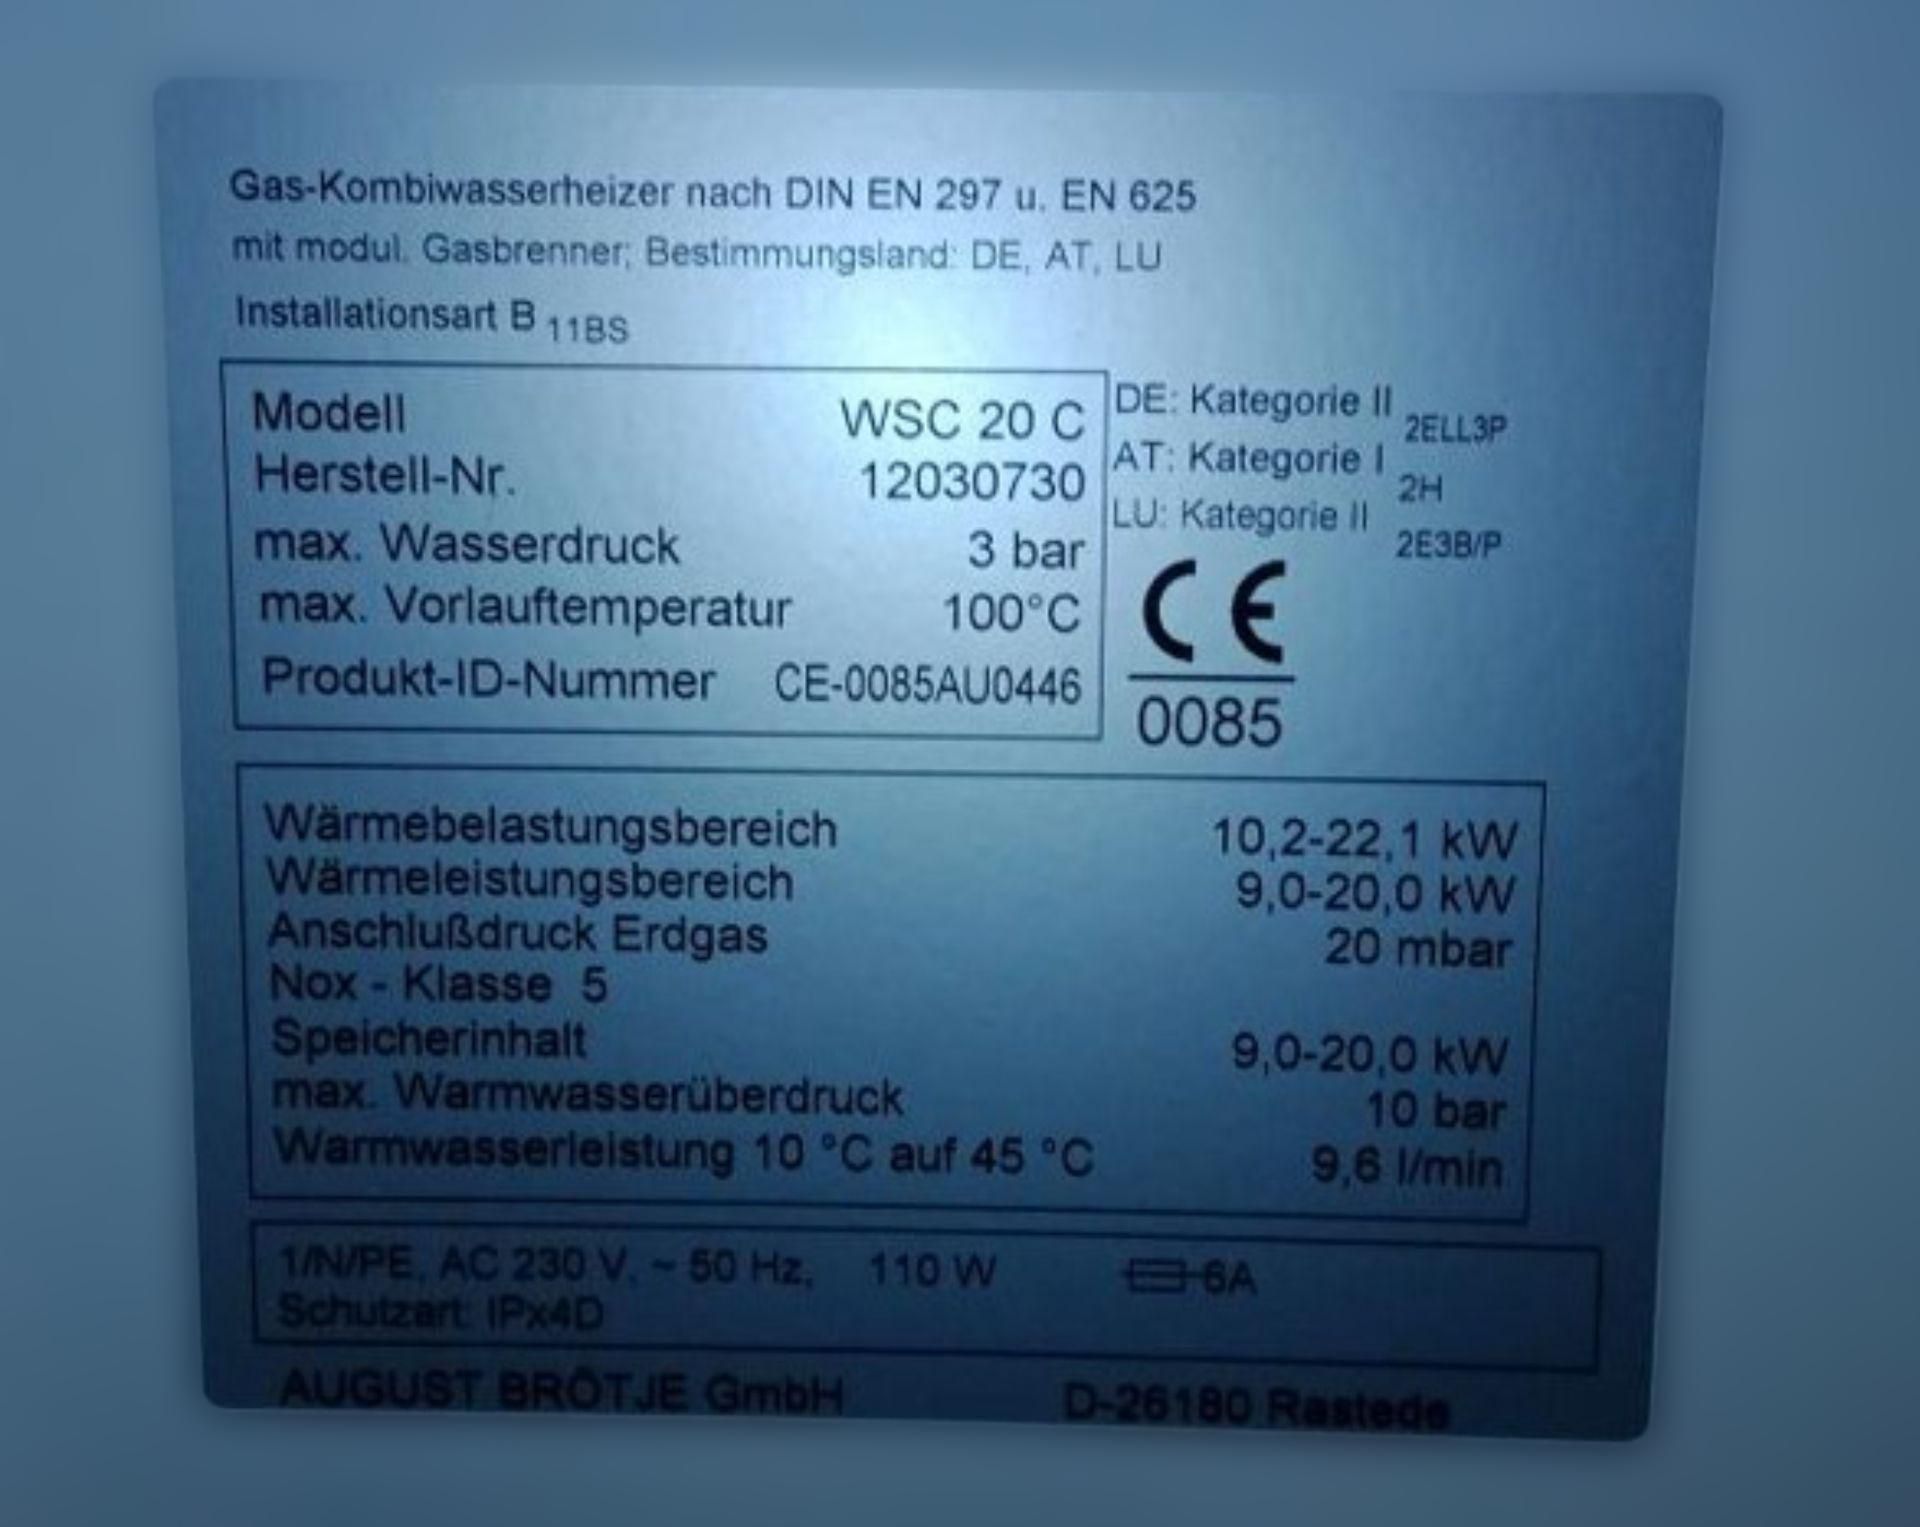 Gas-Kombiwasserheizer nach DIN EN 297 u. EN 625
mit modul. Gasbrenner; Bestimmungsland: DE, AT, LU
Installationsart B 11BS
Modell WSC 20 C
Herstell-Nr. 12030730
max. Wasserdruck 3 bar
max. Vorlauftemperatur 100°C
Produkt-ID-Nummer CE-0085AU0446
DE: Kategorie II 2ELL3P
AT: Kategorie I 2H
LU: Kategorie II 2E3B/P
CE
0085
Wärmebelastungsbereich 10,2-22,1 kW
Wärmeleistungsbereich 9,0-20,0 kW
Anschlußdruck Erdgas 20 mbar
Nox - Klasse 5
Speicherinhalt 9,0-20,0 kW
max. Warmwasserüberdruck 10 bar
Warmwasserleistung 10 °C auf 45 °C 9,6 l/min
1/N/PE, AC 230 V, ~ 50 Hz, 110 W 6A
Schutzart: IPx4D
AUGUST BRÖTJE GmbH D-26180 Rastede